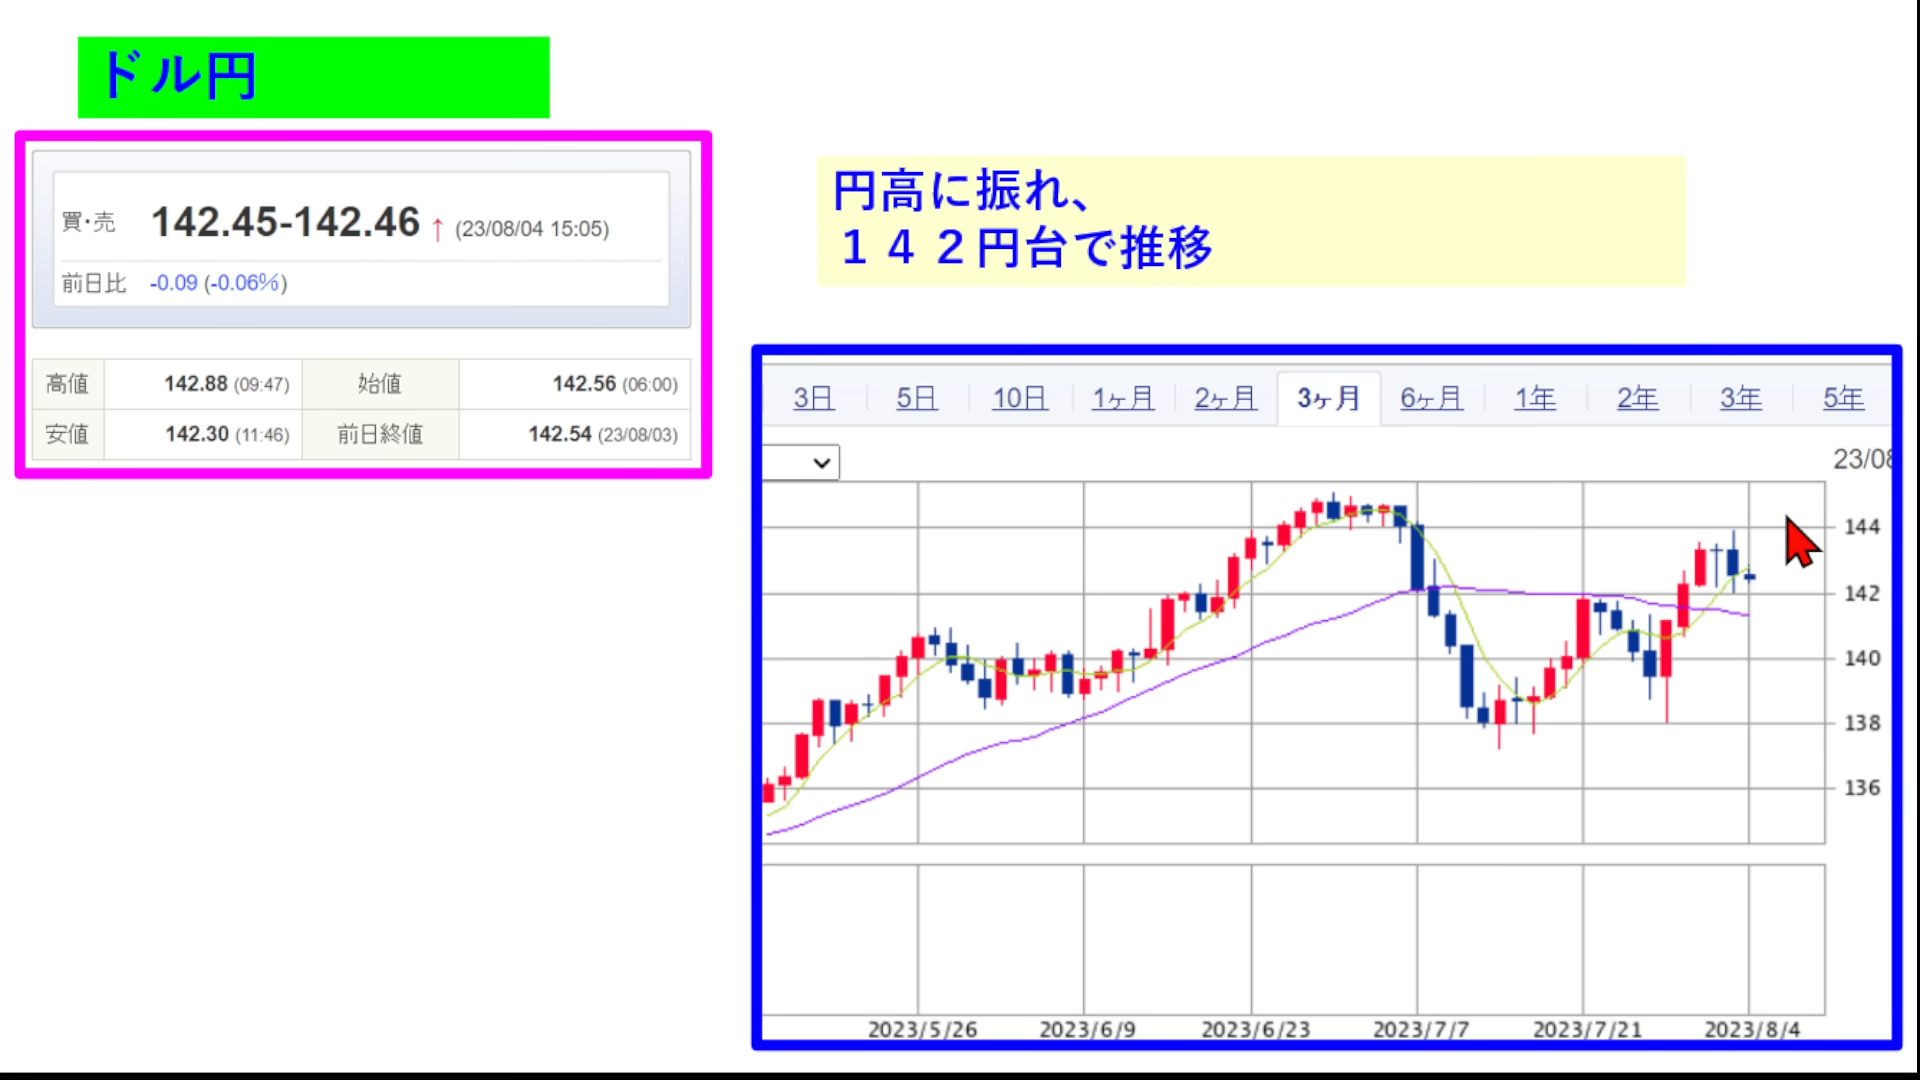 ドル円
買・売 142.45-142.46 ↑ (23/08/04 15:05)
前日比 -0.09 (-0.06%)
高値 142.88 (09:47) 始値 142.56 (06:00)
安値 142.30 (11:46) 前日終値 142.54 (23/08/03)
円高に振れ、
１４２円台で推移
3日 5日 10日 1ヶ月 2ヶ月 3ヶ月 6ヶ月 1年 2年 3年 5年
23/08
144
142
140
138
136
2023/5/26 2023/6/9 2023/6/23 2023/7/7 2023/7/21 2023/8/4